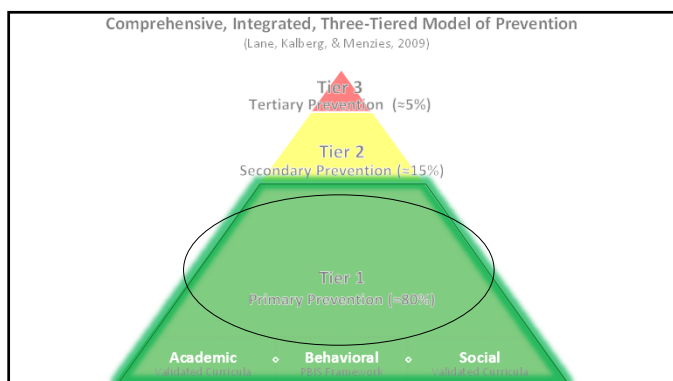 Comprehensive, Integrated, Three-Tiered Model of Prevention
(Lane, Kalberg, & Menzies, 2009)
Tier 3
Tertiary Prevention (≈5%)
Tier 2
Secondary Prevention (≈15%)
Tier 1
Primary Prevention (≈80%)
Academic ◇ Behavioral ◇ Social
Validated Curricula PBIS Framework Validated Curricula